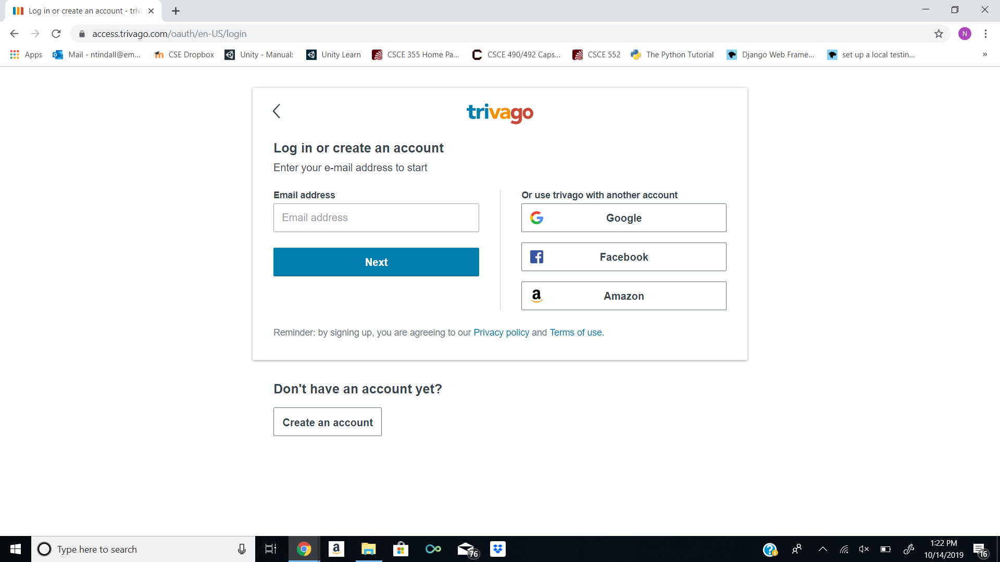 Log in or create an account - triv
access.trivago.com/oauth/en-US/login
N
Apps
Mail - ntindall@em...
CSE Dropbox
Unity - Manual:
Unity Learn
CSCE 355 Home Pa...
CSCE 490/492 Caps...
CSCE 552
The Python Tutorial
Django Web Frame...
set up a local testin...
»
trivago
Log in or create an account
Enter your e-mail address to start
Email address
Email address
Next
Or use trivago with another account
Google
Facebook
Amazon
Reminder: by signing up, you are agreeing to our Privacy policy and Terms of use.
Don't have an account yet?
Create an account
Type here to search
76
1:22 PM
10/14/2019
16